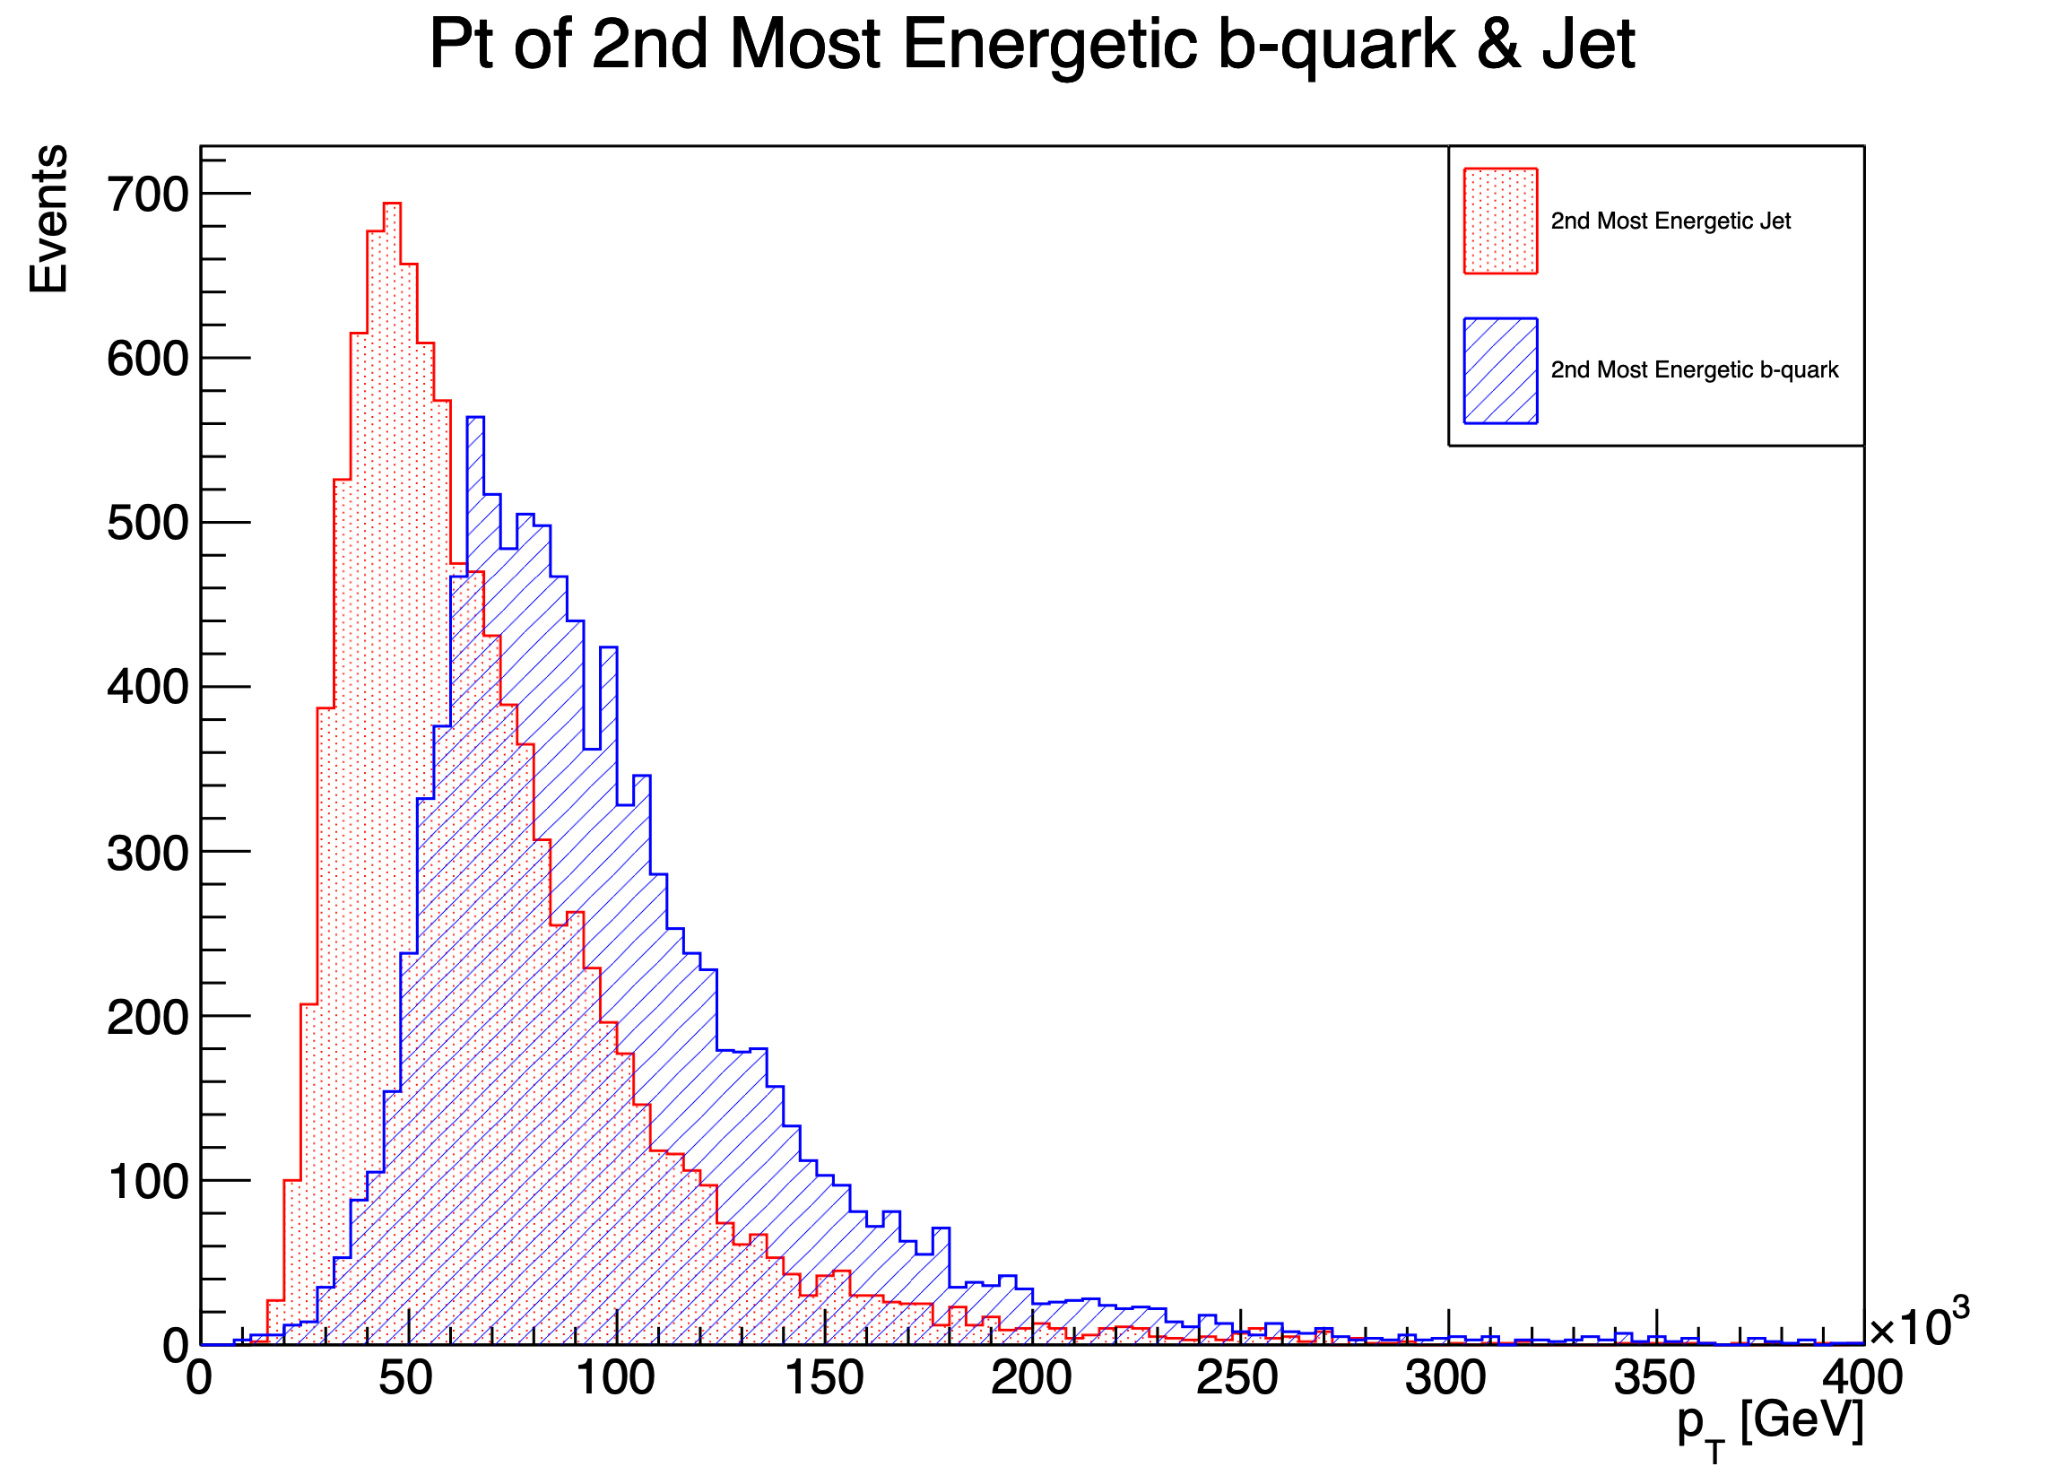 Pt of 2nd Most Energetic b-quark & Jet
Events
700
600
500
400
300
200
100
0
2nd Most Energetic Jet
2nd Most Energetic b-quark
0 50 100 150 200 250 300 350 400
×10³
p_T [GeV]